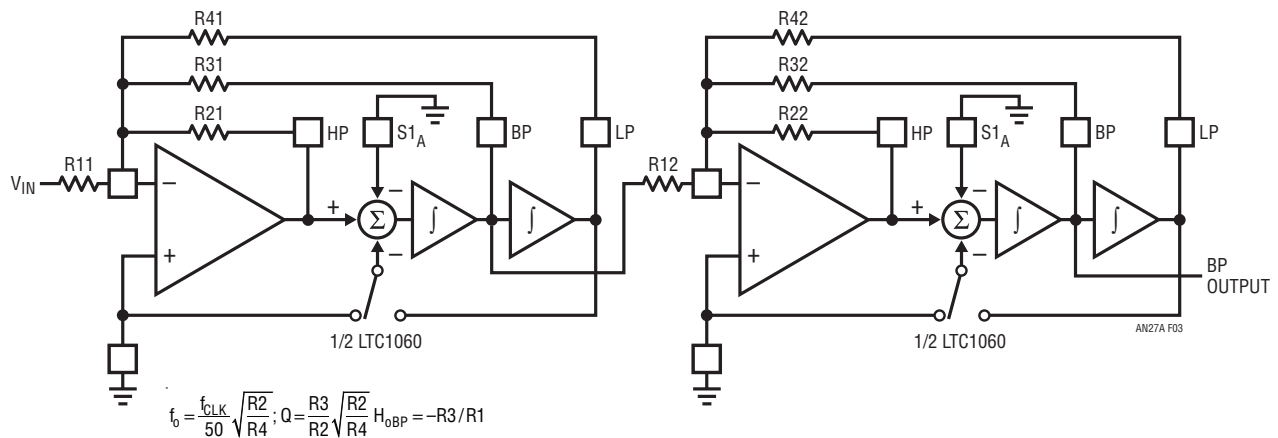 R41
R31
R21
HP
S1A
BP
LP
R11
VIN
−
+
+
−
Σ
−
∫
∫
1/2 LTC1060
R42
R32
R22
HP
S1A
BP
LP
R12
−
+
+
−
Σ
−
∫
∫
1/2 LTC1060
BP
OUTPUT
AN27A F03
fo = fCLK/50 √(R2/R4); Q = R3/R2 √(R2/R4) HoBP = −R3/R1